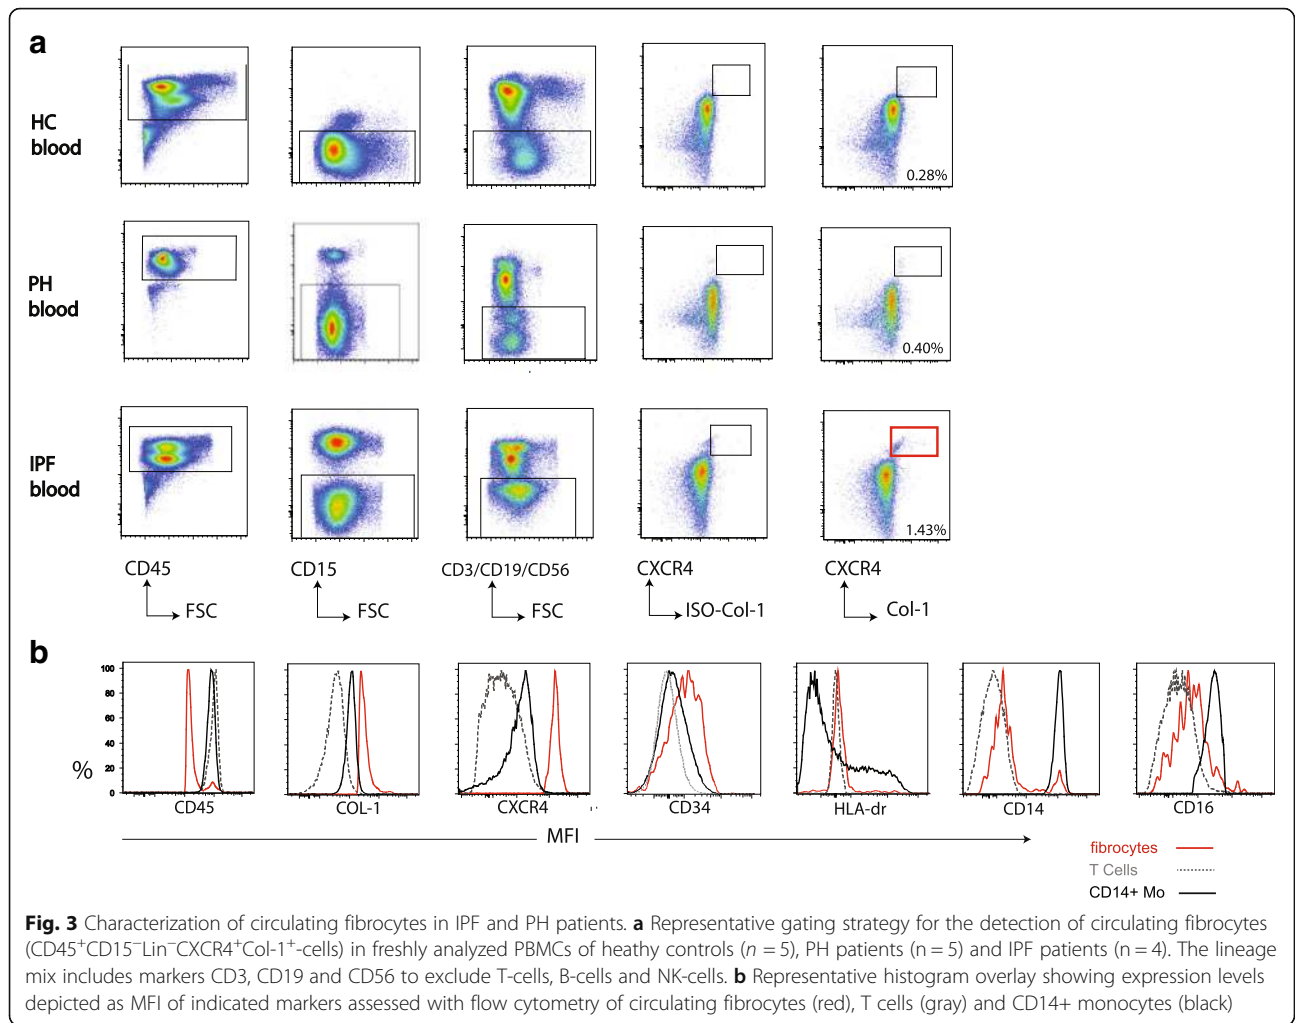 a
HC
blood
0.28%
PH
blood
0.40%
IPF
blood
1.43%
CD45
FSC
CD15
FSC
CD3/CD19/CD56
FSC
CXCR4
ISO-Col-1
CXCR4
Col-1
b
100
80
60
40
20
0
%
CD45
COL-1
CXCR4
CD34
HLA-dr
CD14
CD16
MFI
fibrocytes
T Cells
CD14+ Mo
Fig. 3 Characterization of circulating fibrocytes in IPF and PH patients. a Representative gating strategy for the detection of circulating fibrocytes
(CD45⁺CD15⁻Lin⁻CXCR4⁺Col-1⁺-cells) in freshly analyzed PBMCs of heathy controls (n = 5), PH patients (n = 5) and IPF patients (n = 4). The lineage
mix includes markers CD3, CD19 and CD56 to exclude T-cells, B-cells and NK-cells. b Representative histogram overlay showing expression levels
depicted as MFI of indicated markers assessed with flow cytometry of circulating fibrocytes (red), T cells (gray) and CD14+ monocytes (black)